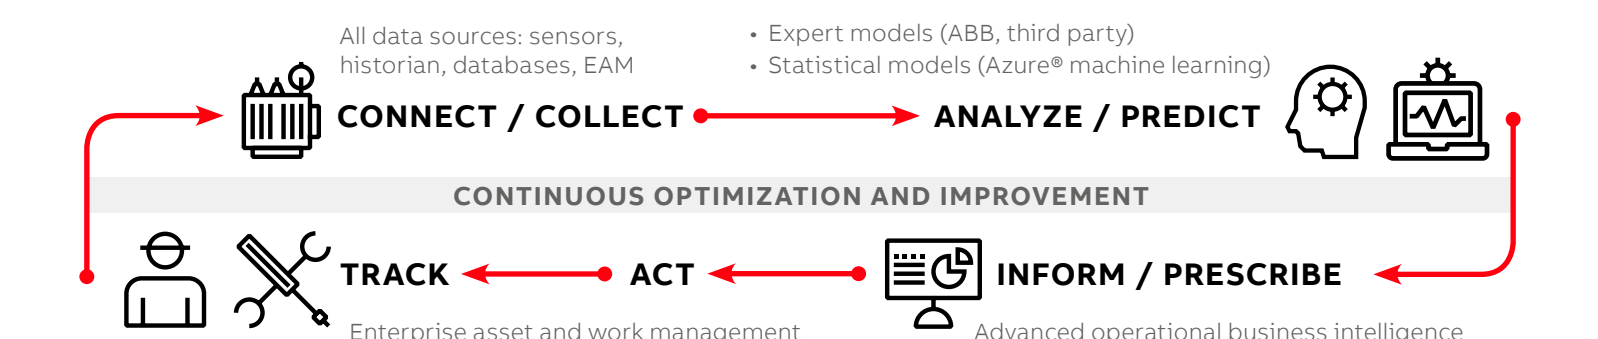 All data sources: sensors,
historian, databases, EAM
CONNECT / COLLECT
• Expert models (ABB, third party)
• Statistical models (Azure® machine learning)
ANALYZE / PREDICT
CONTINUOUS OPTIMIZATION AND IMPROVEMENT
TRACK
ACT
INFORM / PRESCRIBE
Enterprise asset and work management
Advanced operational business intelligence